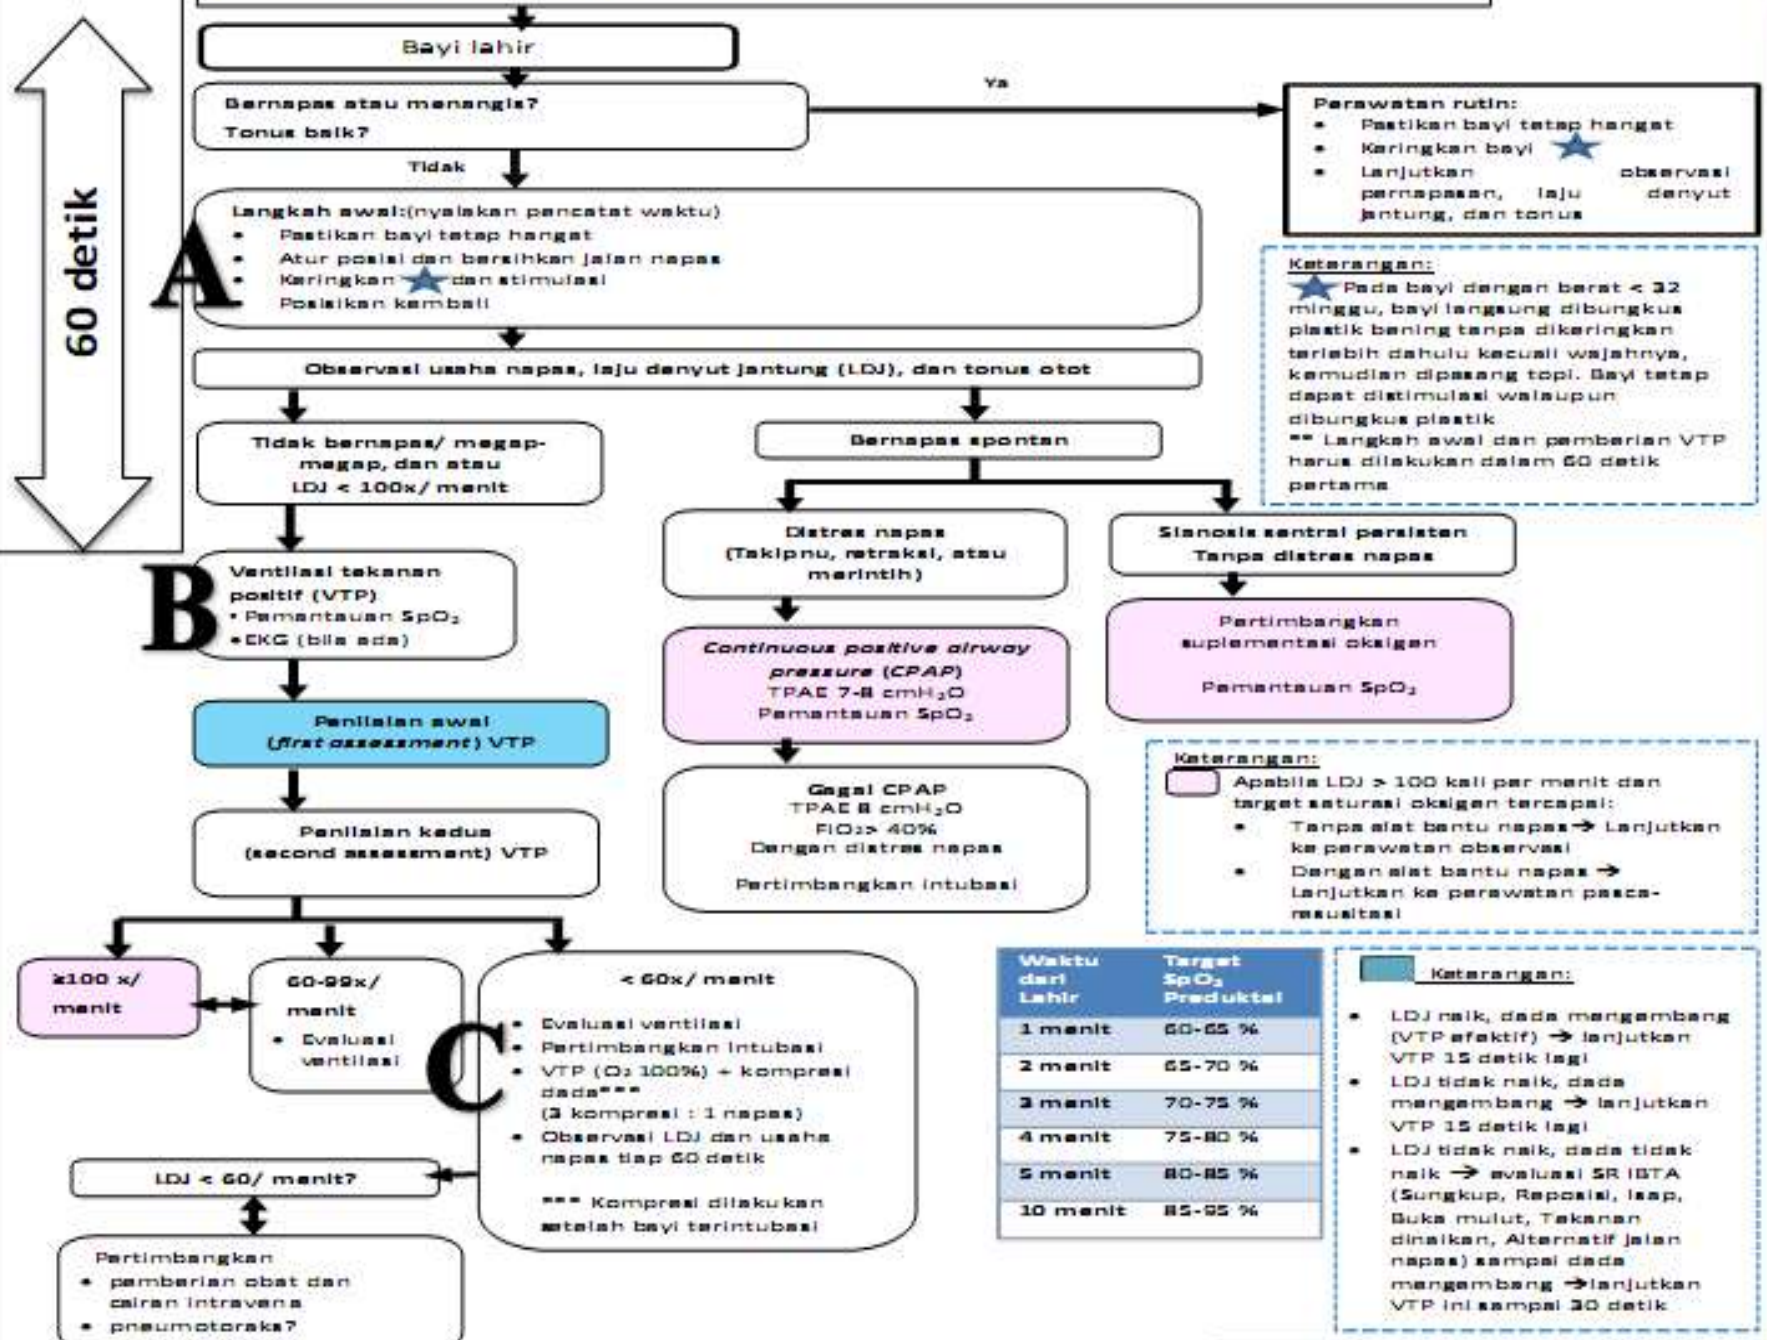 Bayi lahir
Bernapas atau menangis?
Tonus baik?
Ya
Tidak
Perawatan rutin:
• Pastikan bayi tetap hangat
• Keringkan bayi
• Lanjutkan observasi
pernapasan, laju denyut
jantung, dan tonus
60 detik
A
Langkah awal:(nyalakan pencatat waktu)
• Pastikan bayi tetap hangat
• Atur posisi dan bersihkan jalan napas
• Keringkan dan stimulasi
• Posisikan kembali
Keterangan:
Pada bayi dengan berat < 32
minggu, bayi langsung dibungkus
plastik bening tanpa dikeringkan
terlebih dahulu kecuali wajahnya,
kemudian dipasang topi. Bayi tetap
dapat distimulasi walaupun
dibungkus plastik
** Langkah awal dan pemberian VTP
harus dilakukan dalam 60 detik
pertama
Observasi usaha napas, laju denyut jantung (LDJ), dan tonus otot
Tidak bernapas/ megap-
megap, dan atau
LDJ < 100x/ menit
Bernapas spontan
Distres napas
(Takipnu, retraksi, atau
merintih)
Sianosis sentral persisten
Tanpa distres napas
B
Ventilasi tekanan
positif (VTP)
• Pemantauan SpO₂
• EKG (bila ada)
Continuous positive airway
pressure (CPAP)
TPAE 7-8 cmH₂O
Pemantauan SpO₂
Pertimbangkan
suplementasi oksigen
Pemantauan SpO₂
Penilaian awal
(first assessment) VTP
Gagal CPAP
TPAE 8 cmH₂O
FiO₂> 40%
Dengan distres napas
Pertimbangkan intubasi
Penilaian kedua
(second assessment) VTP
Keterangan:
Apabila LDJ > 100 kali per menit dan
target saturasi oksigen tercapai:
• Tanpa alat bantu napas→ Lanjutkan
ke perawatan observasi
• Dengan alat bantu napas →
Lanjutkan ke perawatan pasca-
resusitasi
≥100 x/
menit
60-99x/
menit
• Evaluasi
ventilasi
C
< 60x/ menit
• Evaluasi ventilasi
• Pertimbangkan Intubasi
• VTP (O₂ 100%) + kompresi
dada***
(3 kompresi : 1 napas)
• Observasi LDJ dan usaha
napas tiap 60 detik
*** Kompresi dilakukan
setelah bayi terintubasi
LDJ < 60/ menit?
Pertimbangkan
• pemberian obat dan
cairan intravena
• pneumotoraks?
Waktu dari Lahir Target SpO₂ Preduktal
1 menit 60-65 %
2 menit 65-70 %
3 menit 70-75 %
4 menit 75-80 %
5 menit 80-85 %
10 menit 85-95 %
Keterangan:
• LDJ naik, dada mengembang
(VTP efektif) → lanjutkan
VTP 15 detik lagi
• LDJ tidak naik, dada
mengembang → lanjutkan
VTP 15 detik lagi
• LDJ tidak naik, dada tidak
naik → evaluasi SR IBTA
(Sungkup, Reposisi, Isap,
Buka mulut, Tekanan
dinaikan, Alternatif jalan
napas) sampai dada
mengembang →lanjutkan
VTP ini sampai 30 detik